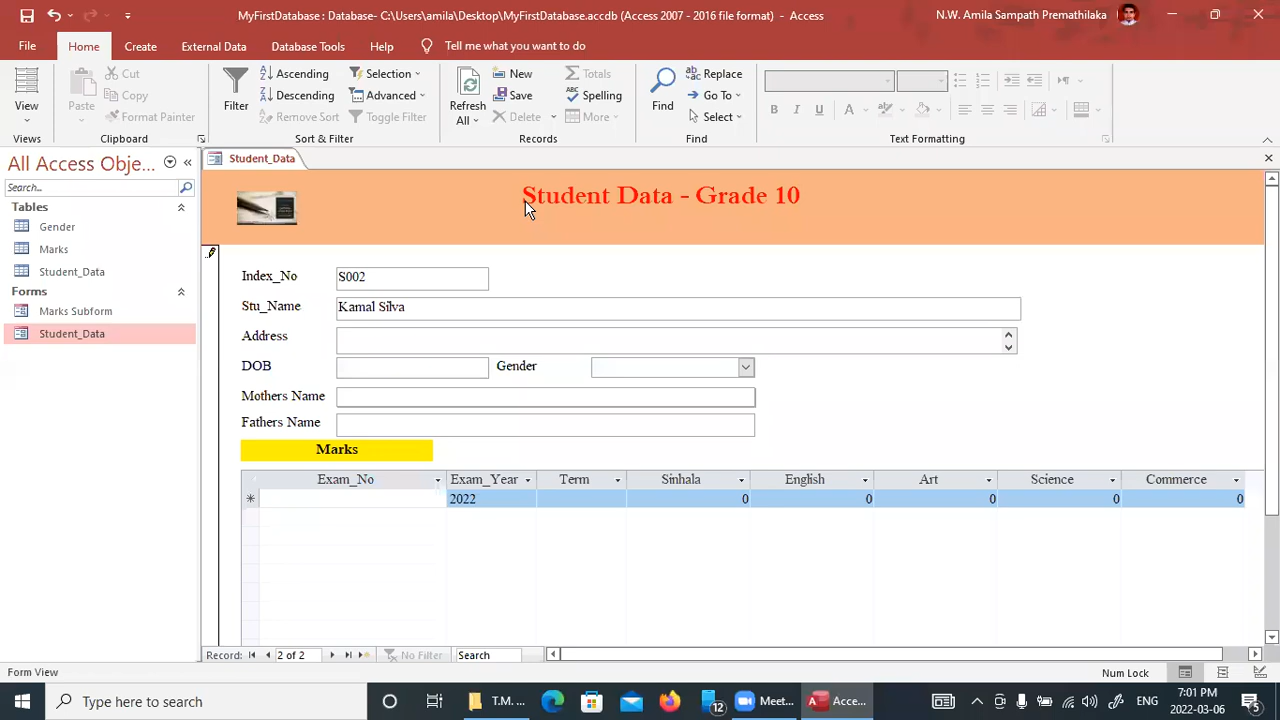 MyFirstDatabase : Database- C:\Users\amila\Desktop\MyFirstDatabase.accdb (Access 2007 - 2016 file format) - Access
N.W. Amila Sampath Premathilaka
File Home Create External Data Database Tools Help Tell me what you want to do
View
Views
Paste
Cut
Copy
Format Painter
Clipboard
Filter
Ascending
Descending
Remove Sort
Selection
Advanced
Toggle Filter
Sort & Filter
Refresh All
New
Save
Delete
Totals
Spelling
More
Records
Find
Replace
Go To
Select
Find
B I U A
Text Formatting
All Access Obje...
Search...
Tables
Gender
Marks
Student_Data
Forms
Marks Subform
Student_Data
Student_Data
Student Data - Grade 10
Index_No S002
Stu_Name Kamal Silva
Address
DOB Gender
Mothers Name
Fathers Name
Marks
Exam_No Exam_Year Term Sinhala English Art Science Commerce
2022 0 0 0 0 0
Record: 2 of 2 No Filter Search
Form View
Num Lock
Type here to search
T.M. ...
12
Meet...
Acce...
ENG
7:01 PM
2022-03-06
5